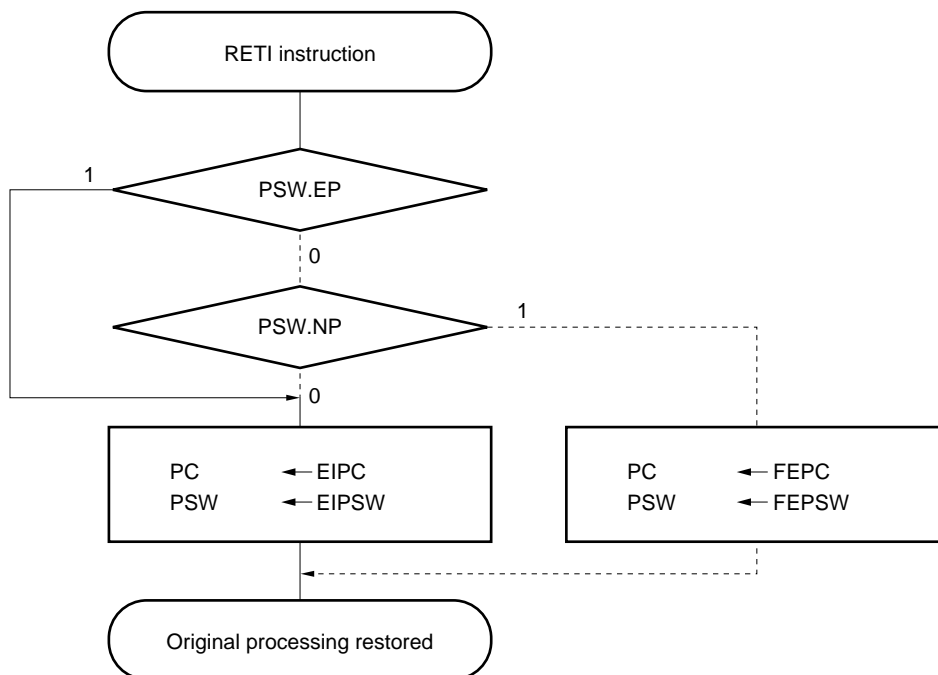 RETI instruction
1
PSW.EP
0
1
PSW.NP
0
PC ← EIPC
PSW ← EIPSW
PC ← FEPC
PSW ← FEPSW
Original processing restored